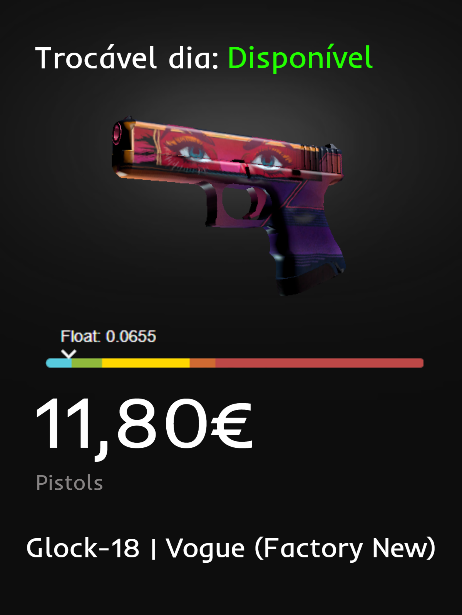 Trocável dia: Disponível
Float: 0.0655
11,80€
Pistols
Glock-18 | Vogue (Factory New)